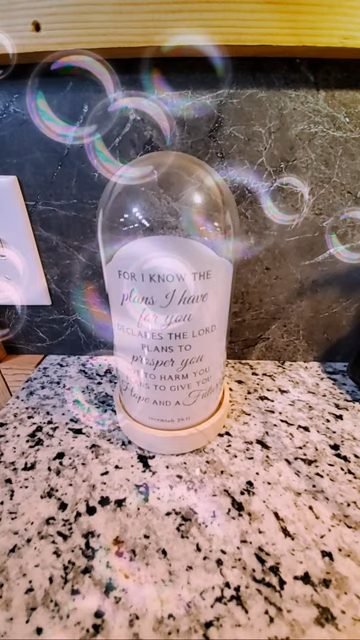 FOR I KNOW THE
plans I have
for you
DECLARES THE LORD
PLANS TO
prosper you
TO HARM YOU
TO GIVE YOU
Hope AND A Future